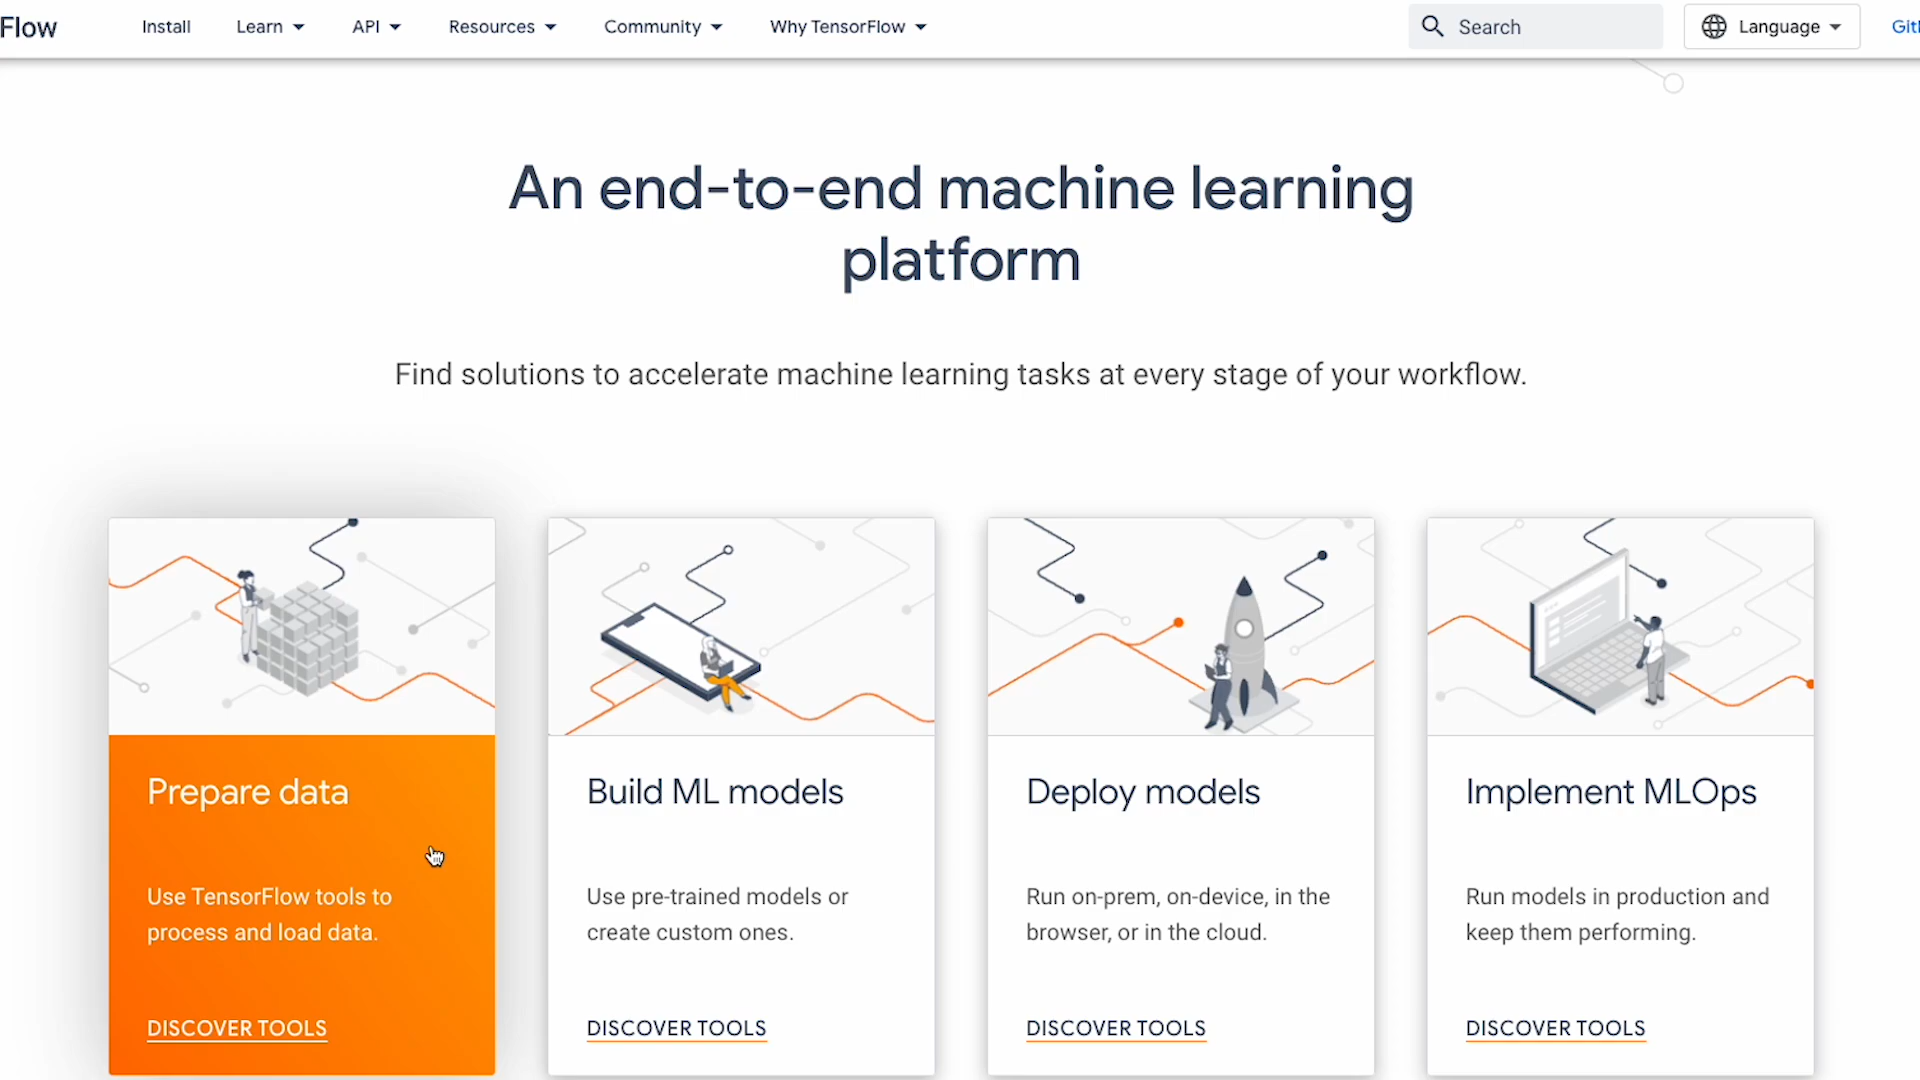 Flow
Install
Learn
API
Resources
Community
Why TensorFlow
Search
Language
An end-to-end machine learning
platform
Find solutions to accelerate machine learning tasks at every stage of your workflow.
Prepare data
Use TensorFlow tools to
process and load data.
DISCOVER TOOLS
Build ML models
Use pre-trained models or
create custom ones.
DISCOVER TOOLS
Deploy models
Run on-prem, on-device, in the
browser, or in the cloud.
DISCOVER TOOLS
Implement MLOps
Run models in production and
keep them performing.
DISCOVER TOOLS